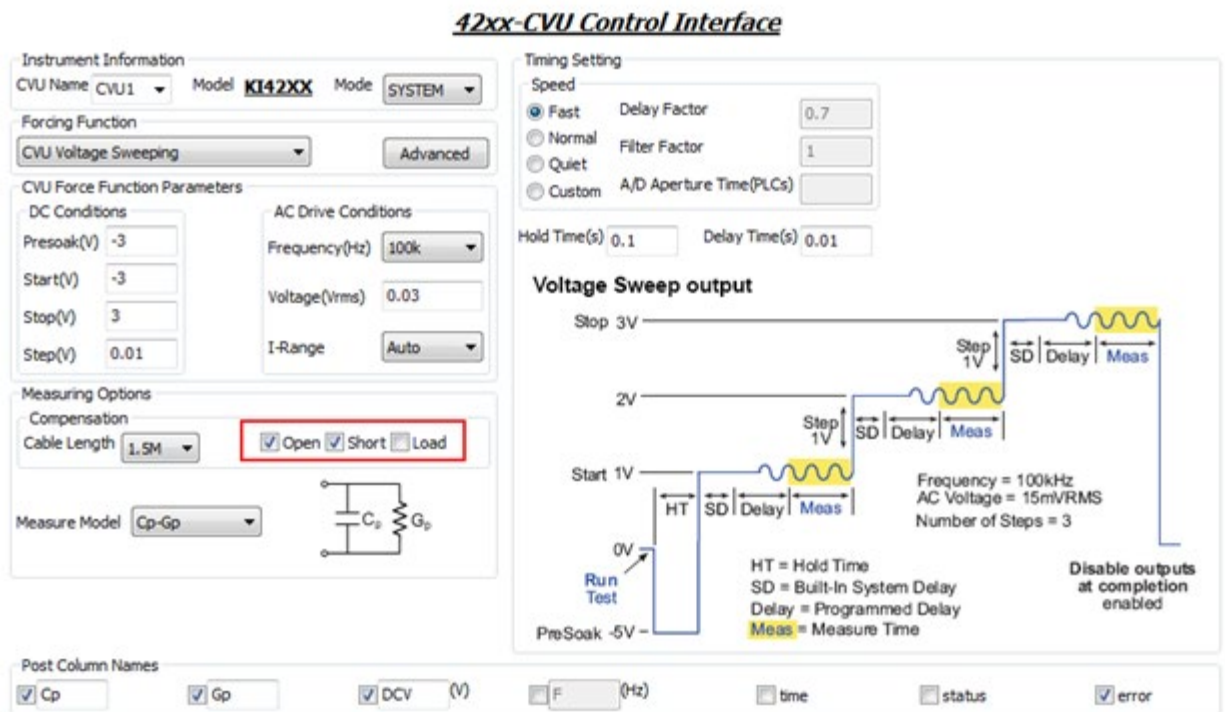 42xx-CVU Control Interface
Instrument Information
CVU Name CVU1 Model KI42XX Mode SYSTEM
Forcing Function
CVU Voltage Sweeping Advanced
CVU Force Function Parameters
DC Conditions
Presoak(V) -3
Start(V) -3
Stop(V) 3
Step(V) 0.01
AC Drive Conditions
Frequency(Hz) 100k
Voltage(Vrms) 0.03
I-Range Auto
Measuring Options
Compensation
Cable Length 1.5M Open Short Load
Measure Model Cp-Gp Cp Gp
Timing Setting
Speed
Fast
Normal
Quiet
Custom
Delay Factor 0.7
Filter Factor 1
A/D Aperture Time(PLCs)
Hold Time(s) 0.1 Delay Time(s) 0.01
Voltage Sweep output
Stop 3V
Step
1V
SD Delay Meas
2V
Step
1V
SD Delay Meas
Start 1V
HT SD Delay Meas
Frequency = 100kHz
AC Voltage = 15mVRMS
Number of Steps = 3
0V
Run
Test
PreSoak -5V
HT = Hold Time
SD = Built-In System Delay
Delay = Programmed Delay
Meas = Measure Time
Disable outputs
at completion
enabled
Post Column Names
Cp Gp DCV (V) F (Hz) time status error